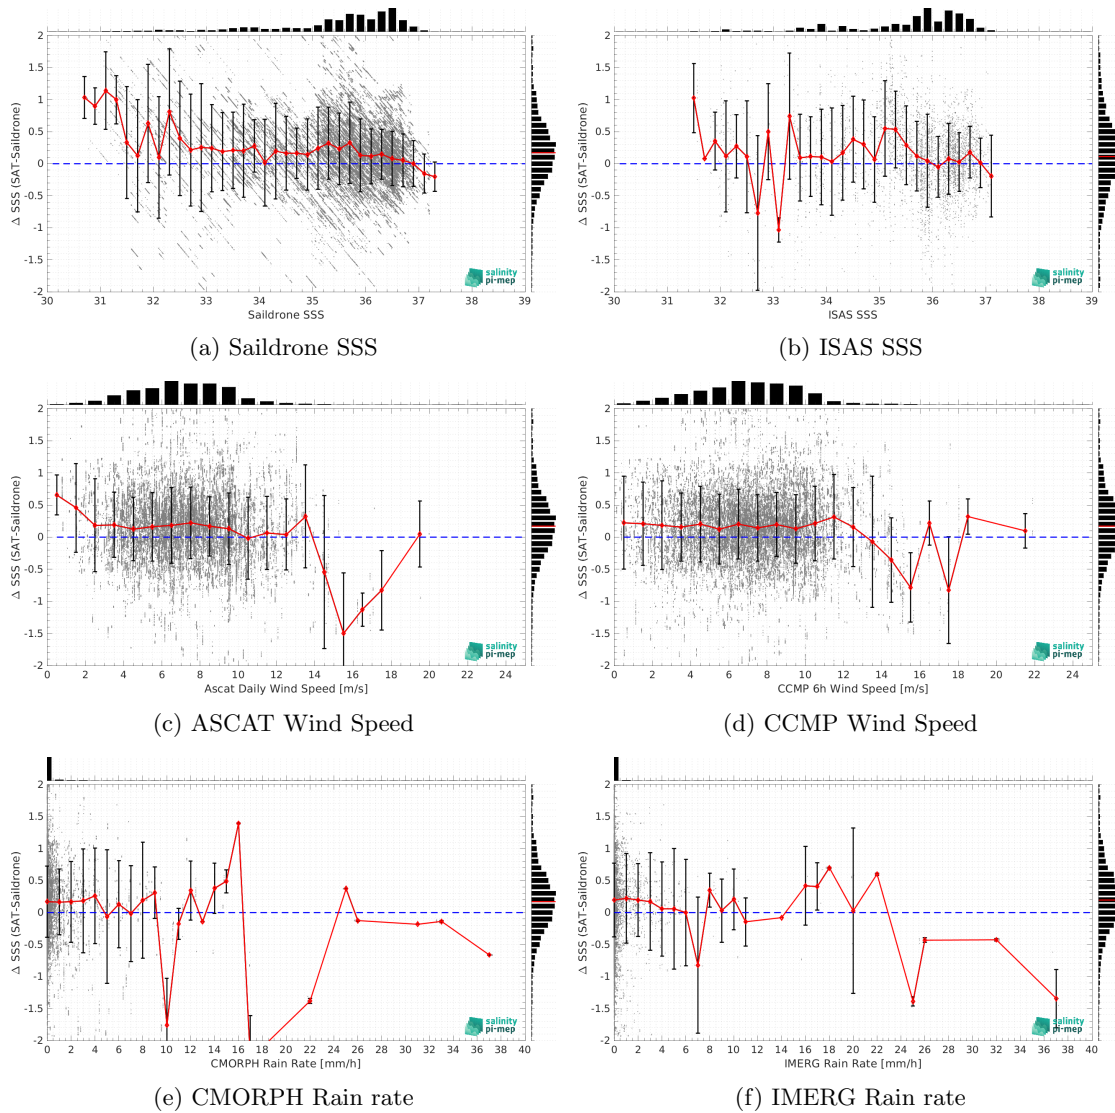 2
1.5
1
0.5
0
-0.5
-1
-1.5
-2
Δ SSS (SAT-Saildrone)
salinity
pi-mep
30 31 32 33 34 35 36 37 38 39
Saildrone SSS
(a) Saildrone SSS
2
1.5
1
0.5
0
-0.5
-1
-1.5
-2
Δ SSS (SAT-Saildrone)
salinity
pi-mep
30 31 32 33 34 35 36 37 38 39
ISAS SSS
(b) ISAS SSS
2
1.5
1
0.5
0
-0.5
-1
-1.5
-2
Δ SSS (SAT-Saildrone)
salinity
pi-mep
0 2 4 6 8 10 12 14 16 18 20 22 24
Ascat Daily Wind Speed [m/s]
(c) ASCAT Wind Speed
2
1.5
1
0.5
0
-0.5
-1
-1.5
-2
Δ SSS (SAT-Saildrone)
salinity
pi-mep
0 2 4 6 8 10 12 14 16 18 20 22 24
CCMP 6h Wind Speed [m/s]
(d) CCMP Wind Speed
2
1.5
1
0.5
0
-0.5
-1
-1.5
-2
Δ SSS (SAT-Saildrone)
salinity
pi-mep
0 2 4 6 8 10 12 14 16 18 20 22 24 26 28 30 32 34 36 38 40
CMORPH Rain Rate [mm/h]
(e) CMORPH Rain rate
2
1.5
1
0.5
0
-0.5
-1
-1.5
-2
Δ SSS (SAT-Saildrone)
salinity
pi-mep
0 2 4 6 8 10 12 14 16 18 20 22 24 26 28 30 32 34 36 38 40
IMERG Rain Rate [mm/h]
(f) IMERG Rain rate